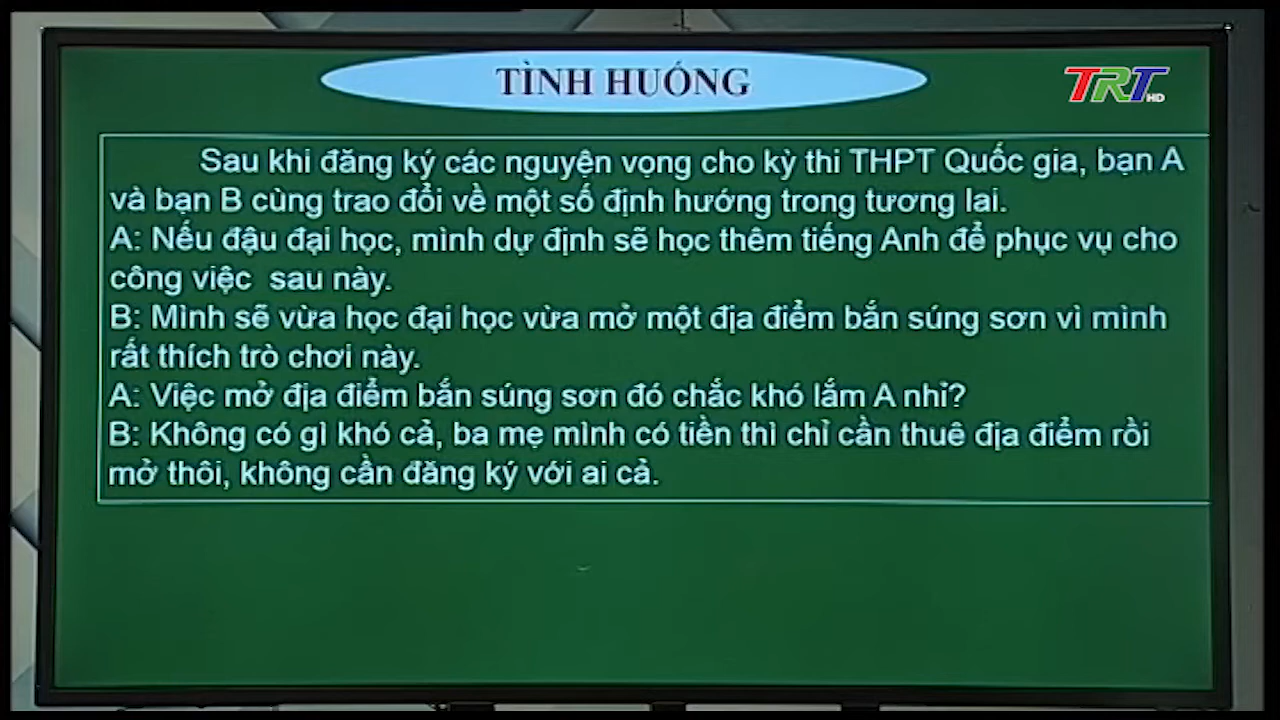 TÌNH HUỐNG
TRT HD
Sau khi đăng ký các nguyện vọng cho kỳ thi THPT Quốc gia, bạn A
và bạn B cùng trao đổi về một số định hướng trong tương lai.
A: Nếu đậu đại học, mình dự định sẽ học thêm tiếng Anh để phục vụ cho
công việc sau này.
B: Mình sẽ vừa học đại học vừa mở một địa điểm bắn súng sơn vì mình
rất thích trò chơi này.
A: Việc mở địa điểm bắn súng sơn đó chắc khó lắm A nhỉ?
B: Không có gì khó cả, ba mẹ mình có tiền thì chỉ cần thuê địa điểm rồi
mở thôi, không cần đăng ký với ai cả.